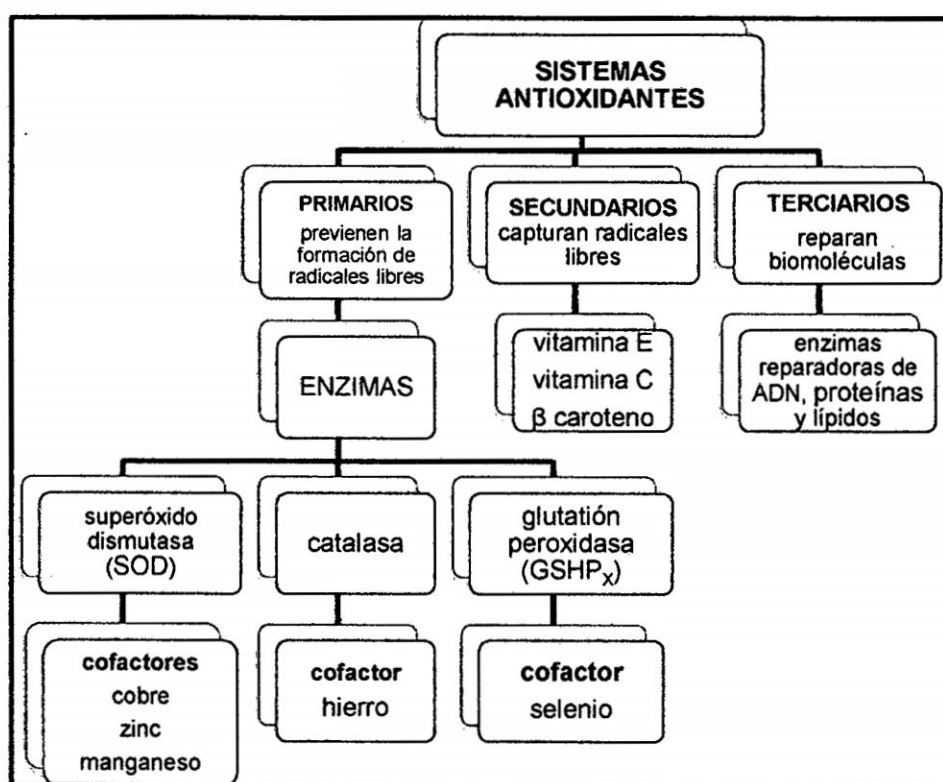 SISTEMAS
ANTIOXIDANTES
PRIMARIOS
previenen la
formación de
radicales libres
SECUNDARIOS
capturan radicales
libres
TERCIARIOS
reparan
biomoléculas
ENZIMAS
vitamina E
vitamina C
β caroteno
enzimas
reparadoras de
ADN, proteínas
y lípidos
superóxido
dismutasa
(SOD)
catalasa
glutatión
peroxidasa
(GSHPx)
cofactores
cobre
zinc
manganeso
cofactor
hierro
cofactor
selenio